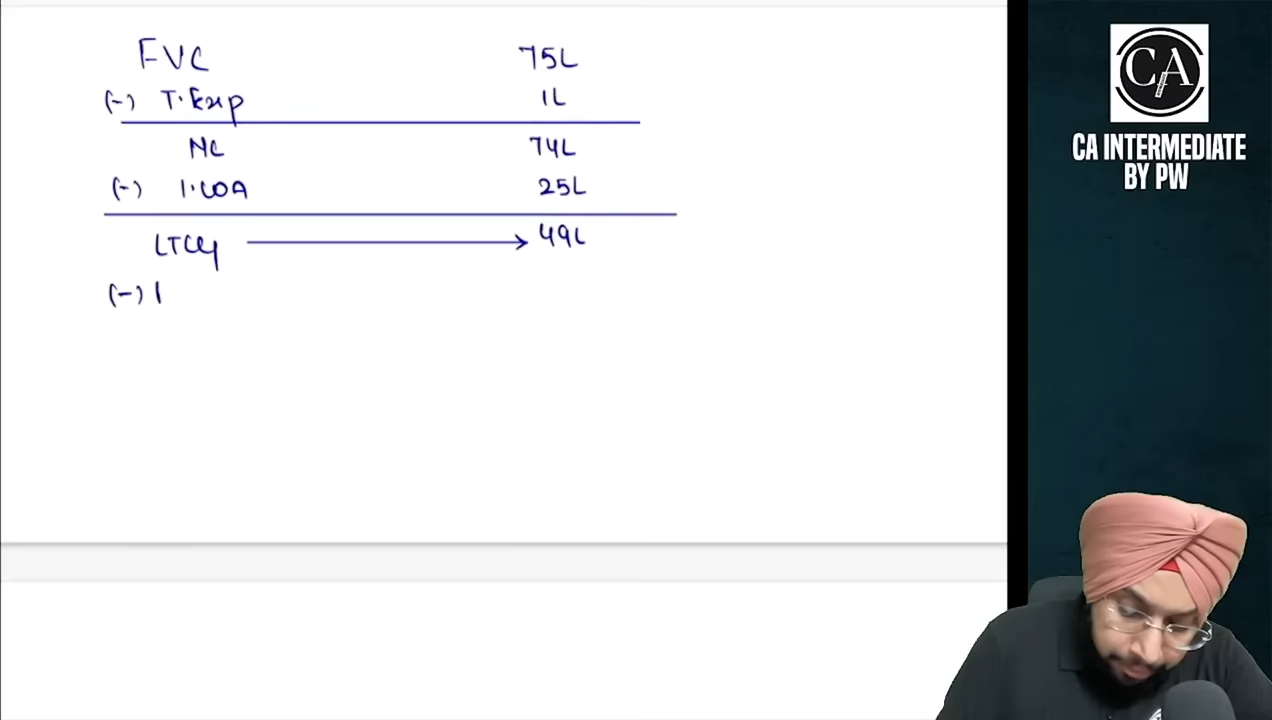 FVC 75L
(-) T.Exp 1L
NC 74L
(-) I.COA 25L
LTCG → 49L
(-) I
CA
CA INTERMEDIATE
BY PW